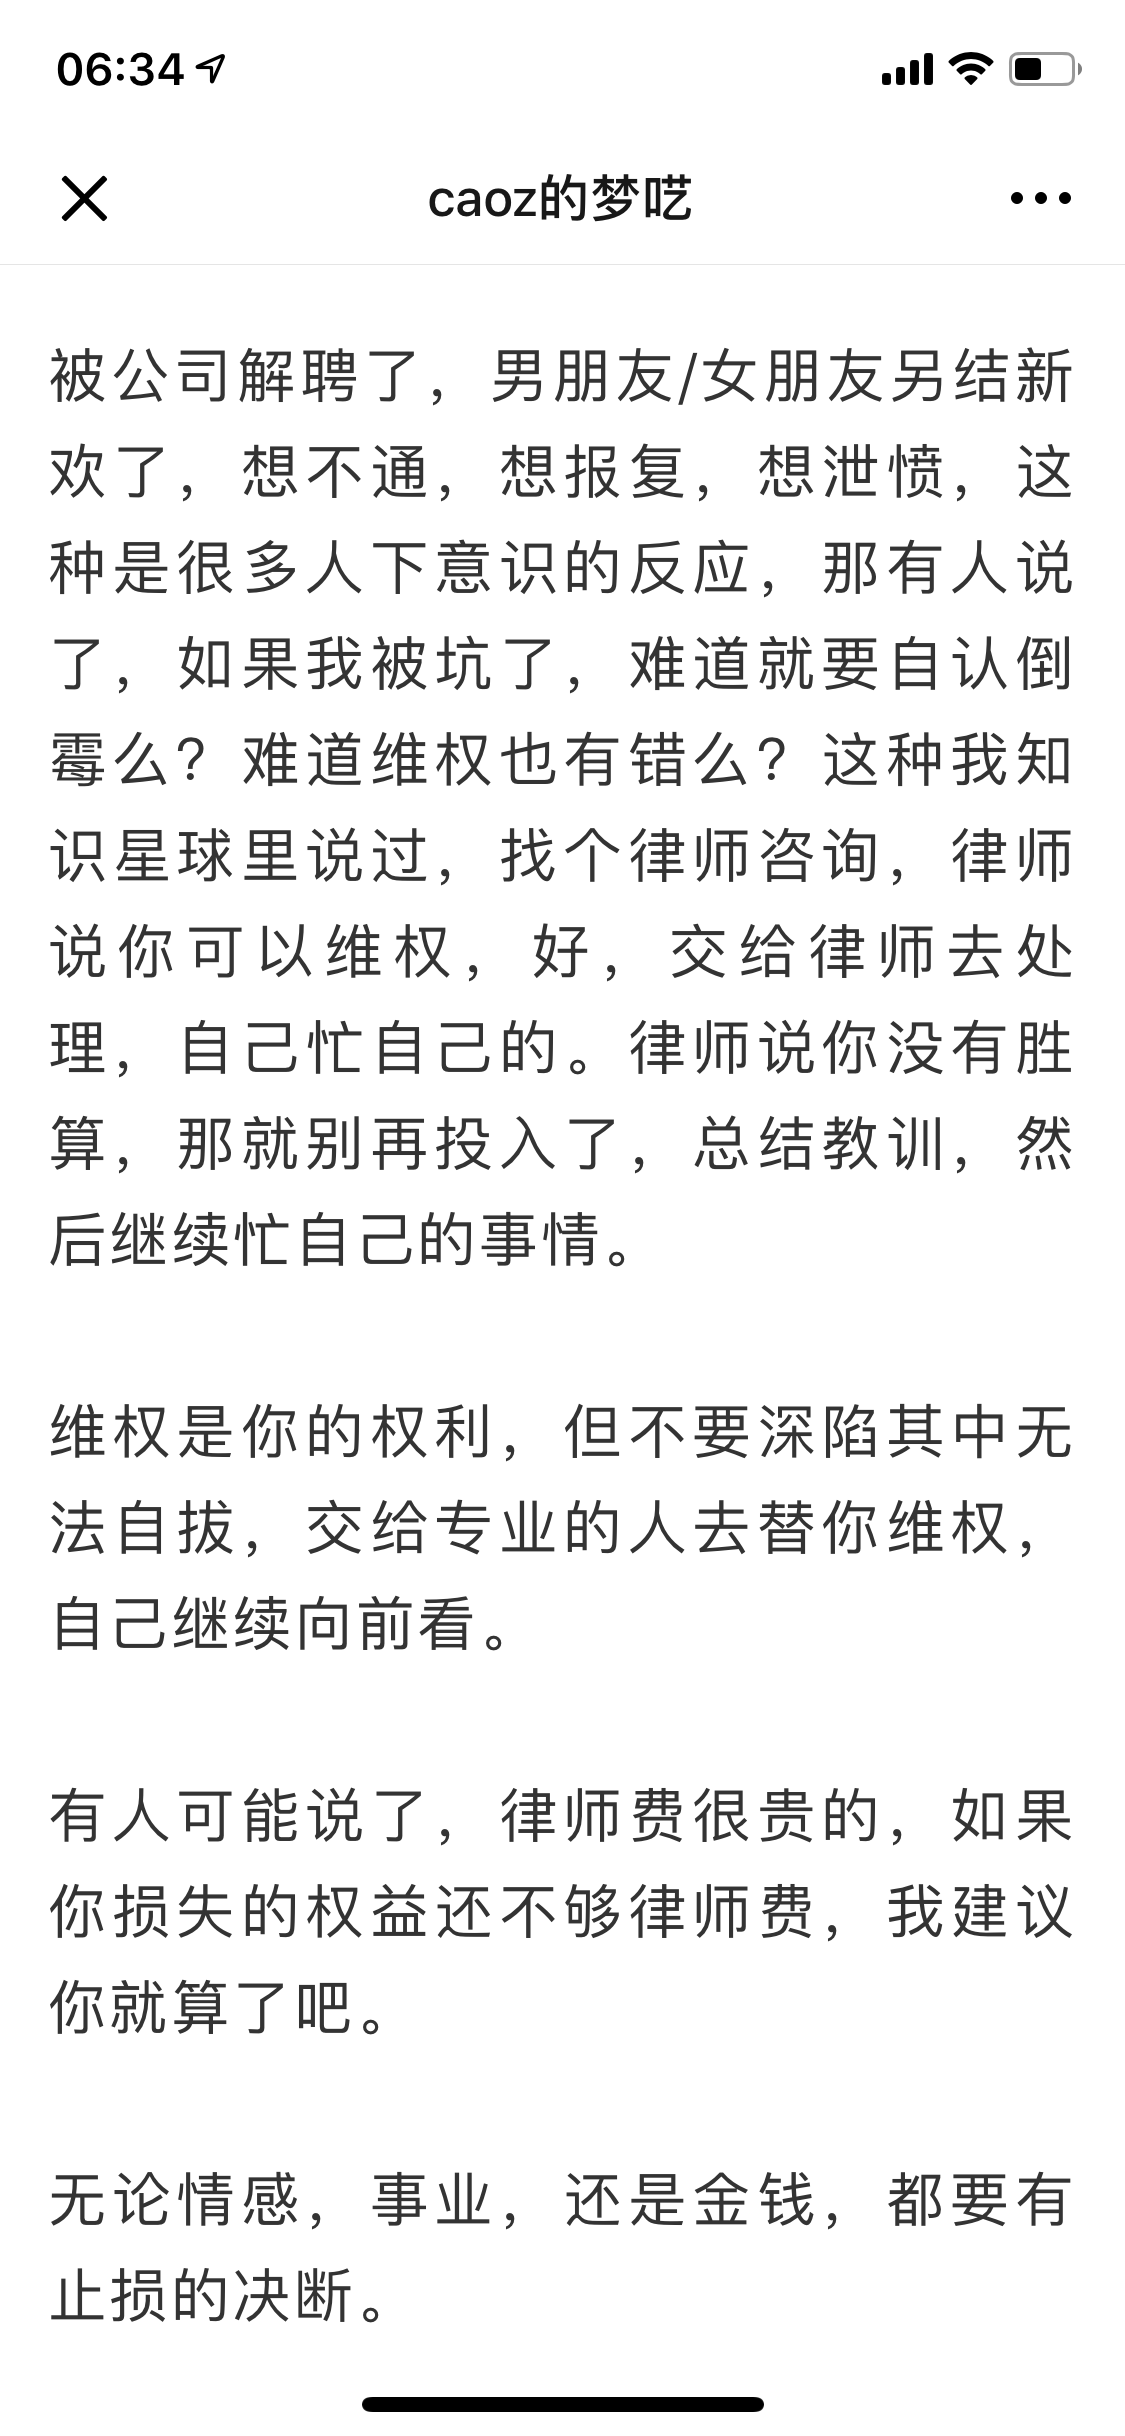 06:34
caoz的梦呓
被公司解聘了，男朋友/女朋友另结新
欢了，想不通，想报复，想泄愤，这
种是很多人下意识的反应，那有人说
了，如果我被坑了，难道就要自认倒
霉么？难道维权也有错么？这种我知
识星球里说过，找个律师咨询，律师
说你可以维权，好，交给律师去处
理，自己忙自己的。律师说你没有胜
算，那就别再投入了，总结教训，然
后继续忙自己的事情。
维权是你的权利，但不要深陷其中无
法自拔，交给专业的人去替你维权，
自己继续向前看。
有人可能说了，律师费很贵的，如果
你损失的权益还不够律师费，我建议
你就算了吧。
无论情感，事业，还是金钱，都要有
止损的决断。